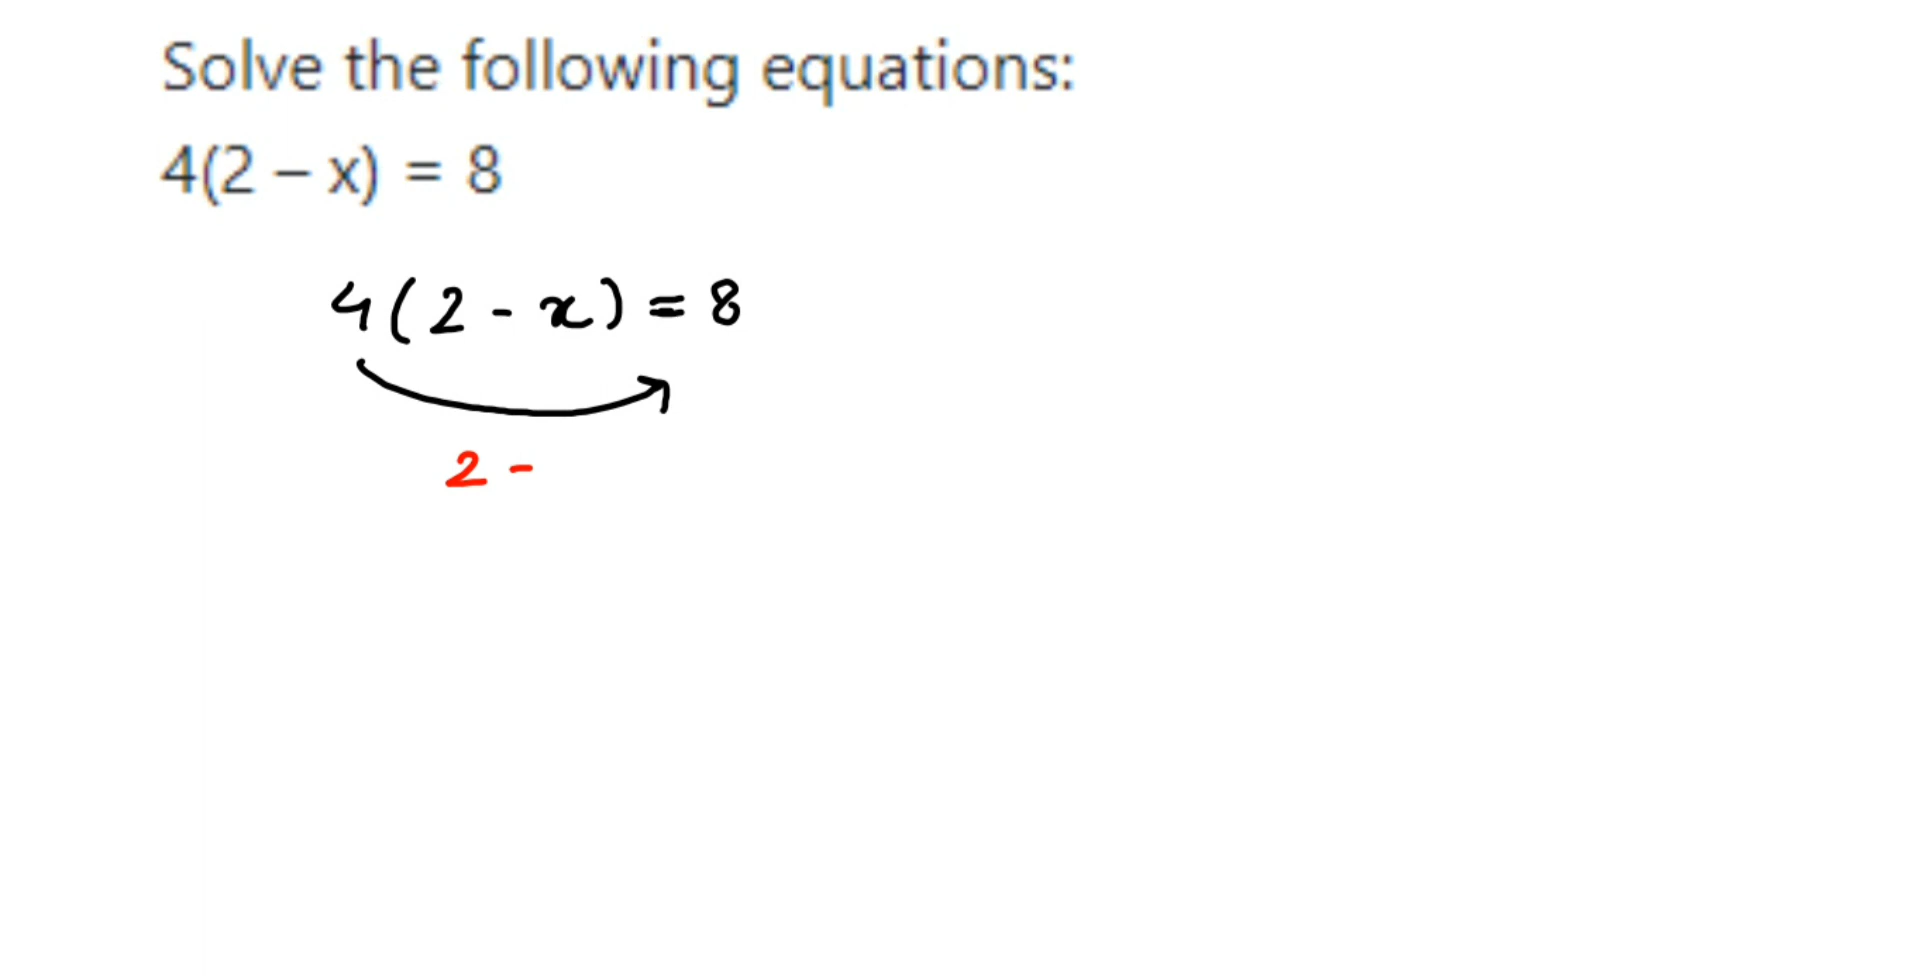 Solve the following equations:
4(2 – x) = 8
4(2 - x) = 8
2 -